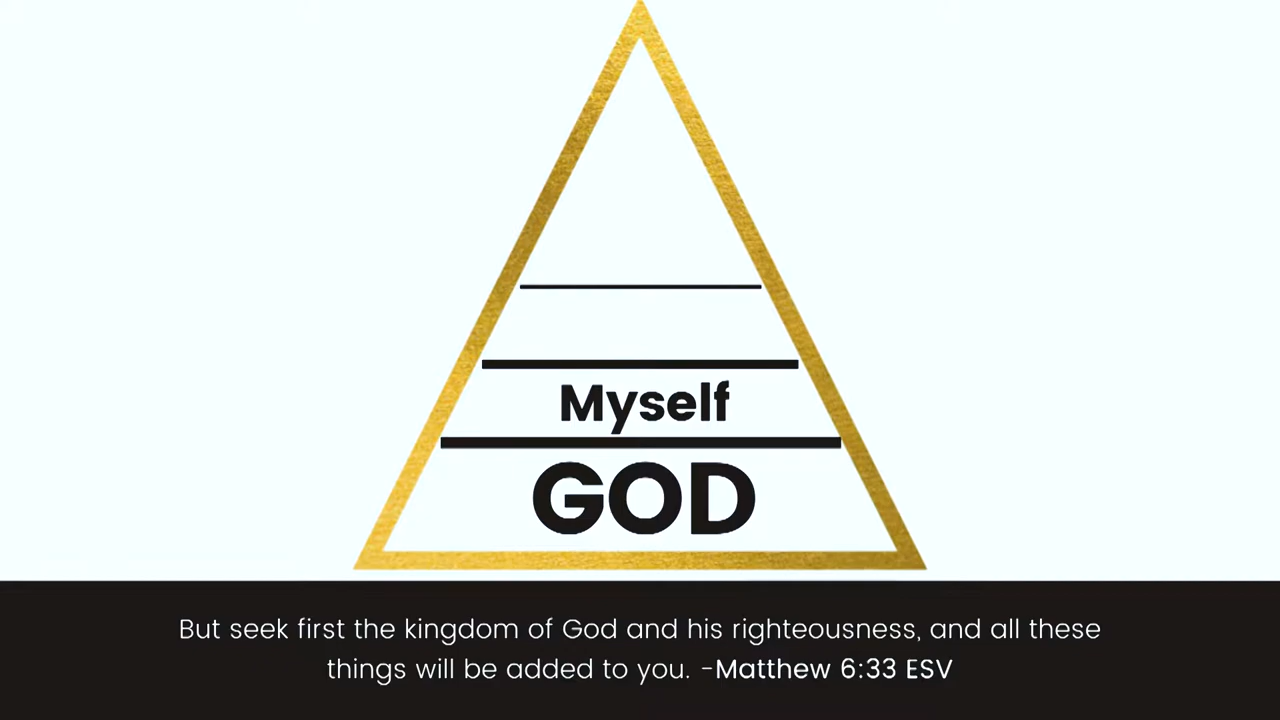 Myself
GOD
But seek first the kingdom of God and his righteousness, and all these
things will be added to you. -Matthew 6:33 ESV